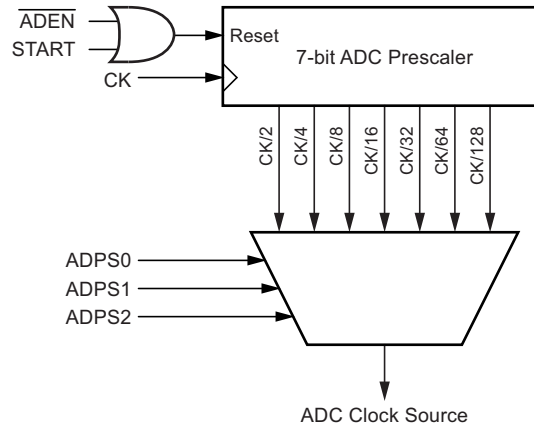 ADEN
START
Reset
7-bit ADC Prescaler
CK
CK/2
CK/4
CK/8
CK/16
CK/32
CK/64
CK/128
ADPS0
ADPS1
ADPS2
ADC Clock Source